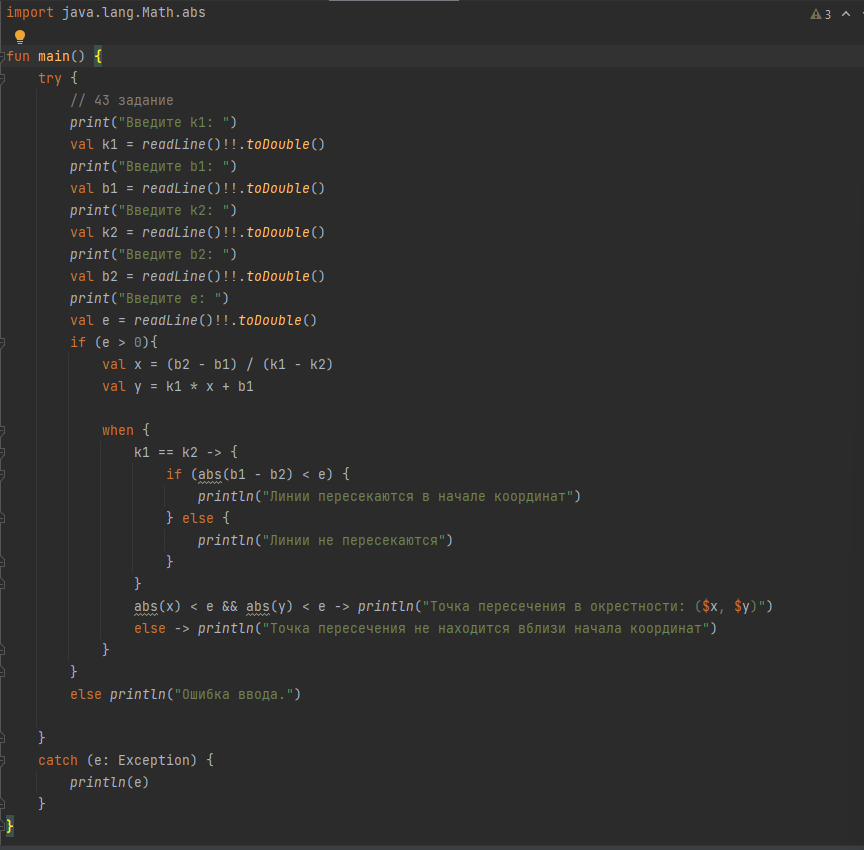 import java.lang.Math.abs
3
fun main() {
    try {
        // 43 задание
        print("Введите k1: ")
        val k1 = readLine()!!.toDouble()
        print("Введите b1: ")
        val b1 = readLine()!!.toDouble()
        print("Введите k2: ")
        val k2 = readLine()!!.toDouble()
        print("Введите b2: ")
        val b2 = readLine()!!.toDouble()
        print("Введите e: ")
        val e = readLine()!!.toDouble()
        if (e > 0){
            val x = (b2 - b1) / (k1 - k2)
            val y = k1 * x + b1

            when {
                k1 == k2 -> {
                    if (abs(b1 - b2) < e) {
                        println("Линии пересекаются в начале координат")
                    } else {
                        println("Линии не пересекаются")
                    }
                }
                abs(x) < e && abs(y) < e -> println("Точка пересечения в окрестности: ($x, $y)")
                else -> println("Точка пересечения не находится вблизи начала координат")
            }
        }
        else println("Ошибка ввода.")

    }
    catch (e: Exception) {
        println(e)
    }
}